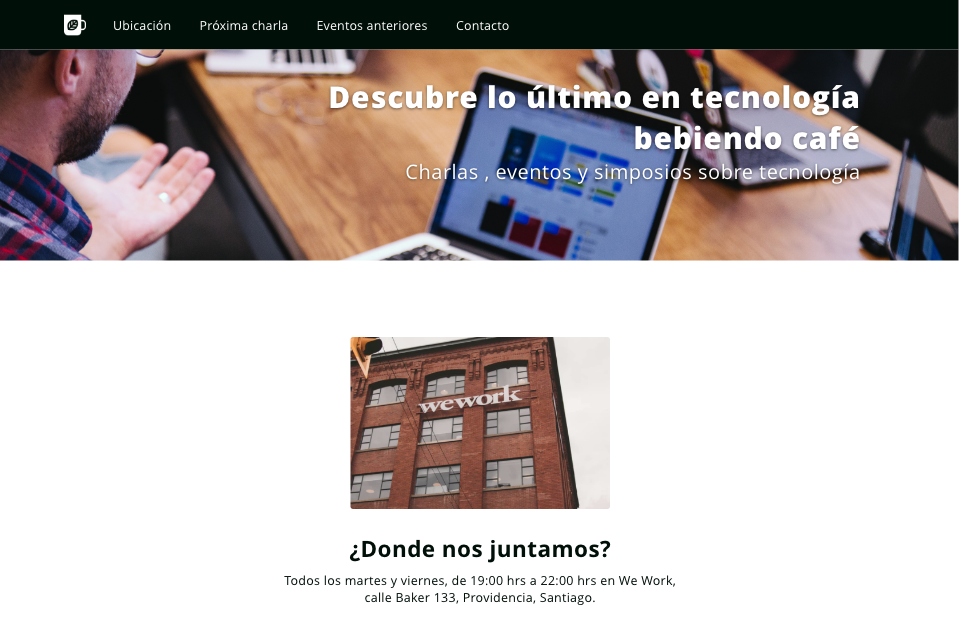 Ubicación Próxima charla Eventos anteriores Contacto
Descubre lo último en tecnología
bebiendo café
Charlas , eventos y simposios sobre tecnología
wework
¿Donde nos juntamos?
Todos los martes y viernes, de 19:00 hrs a 22:00 hrs en We Work,
calle Baker 133, Providencia, Santiago.